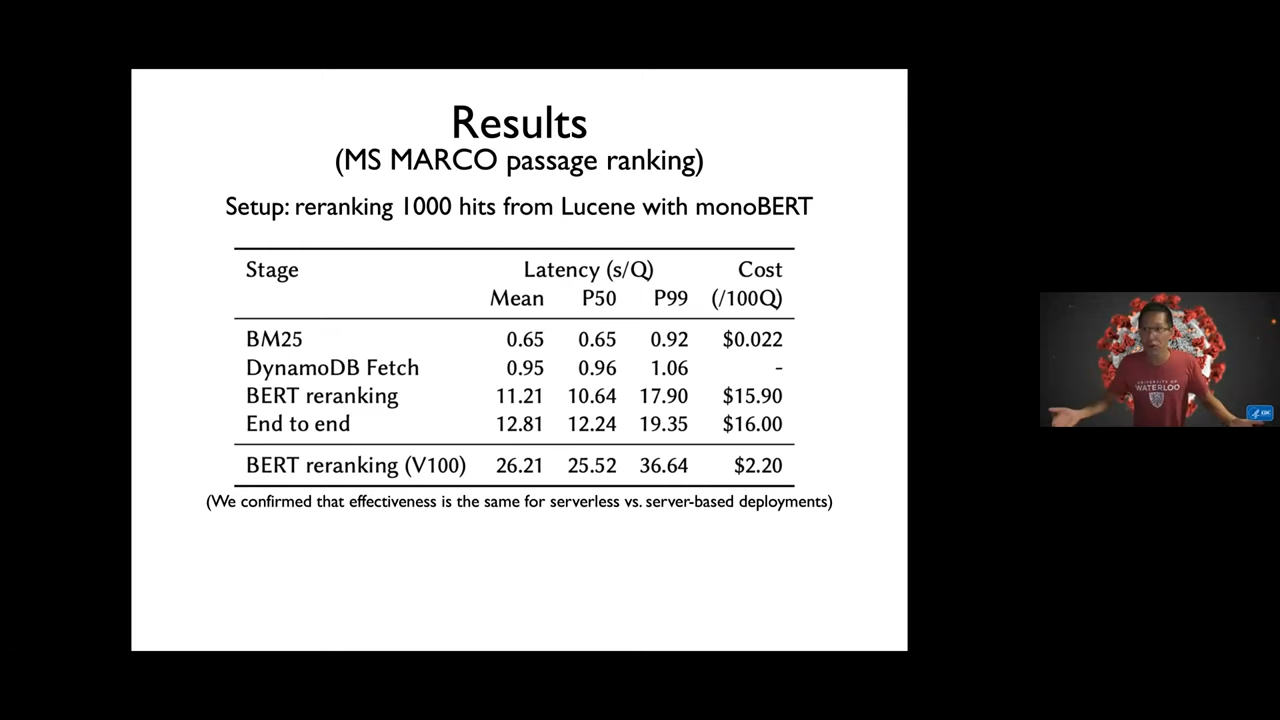 Results
(MS MARCO passage ranking)
Setup: reranking 1000 hits from Lucene with monoBERT
Stage Latency (s/Q) Cost
Mean P50 P99 (/100Q)
BM25 0.65 0.65 0.92 $0.022
DynamoDB Fetch 0.95 0.96 1.06 -
BERT reranking 11.21 10.64 17.90 $15.90
End to end 12.81 12.24 19.35 $16.00
BERT reranking (V100) 26.21 25.52 36.64 $2.20
(We confirmed that effectiveness is the same for serverless vs. server-based deployments)
UNIVERSITY OF
WATERLOO
CDC